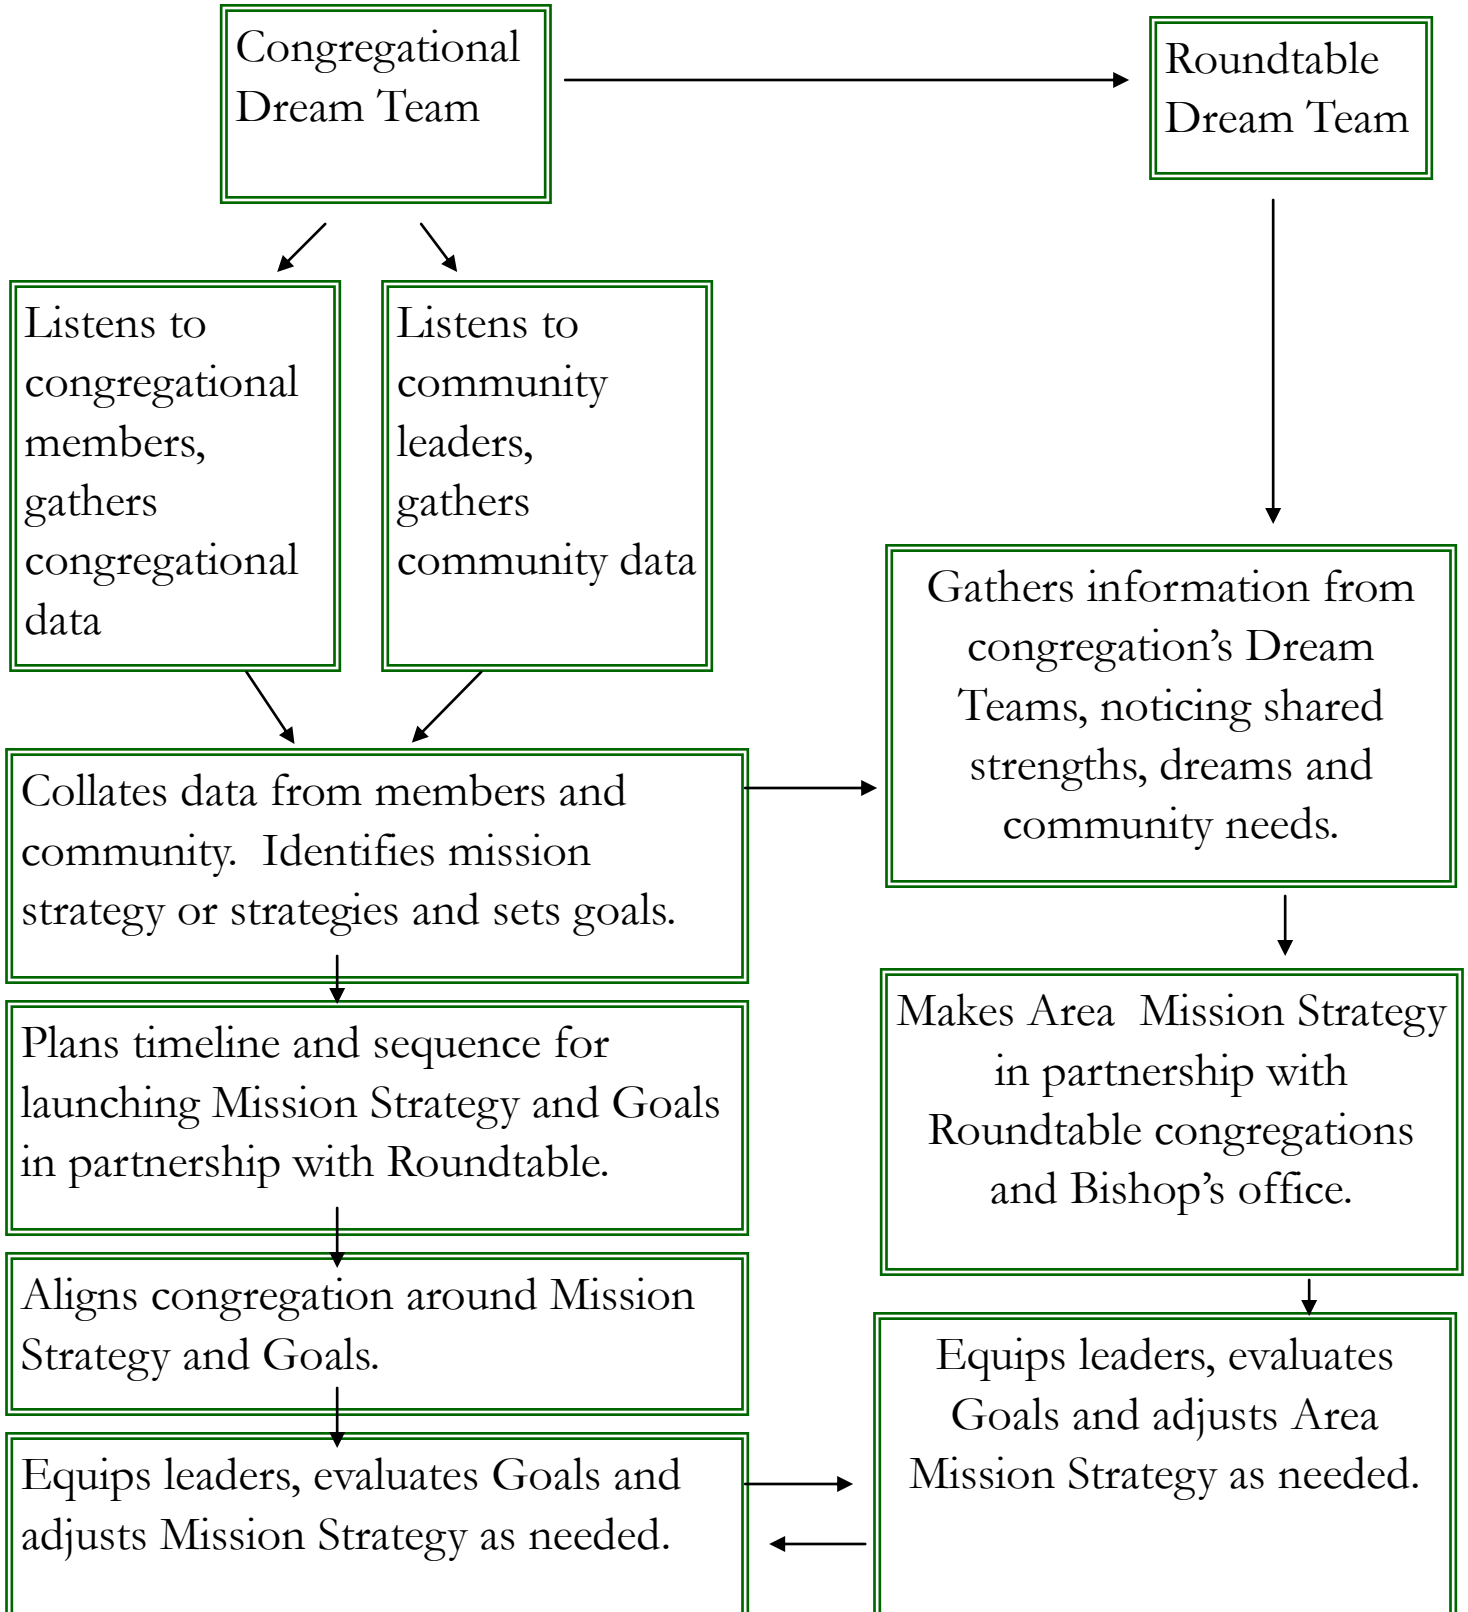 Congregational
Dream Team
Roundtable
Dream Team
Listens to
congregational
members,
gathers
congregational
data
Listens to
community
leaders,
gathers
community data
Gathers information from
congregation’s Dream
Teams, noticing shared
strengths, dreams and
community needs.
Collates data from members and
community.  Identifies mission
strategy or strategies and sets goals.
Makes Area  Mission Strategy
in partnership with
Roundtable congregations
and Bishop’s office.
Plans timeline and sequence for
launching Mission Strategy and Goals
in partnership with Roundtable.
Aligns congregation around Mission
Strategy and Goals.
Equips leaders, evaluates
Goals and adjusts Area
Mission Strategy as needed.
Equips leaders, evaluates Goals and
adjusts Mission Strategy as needed.